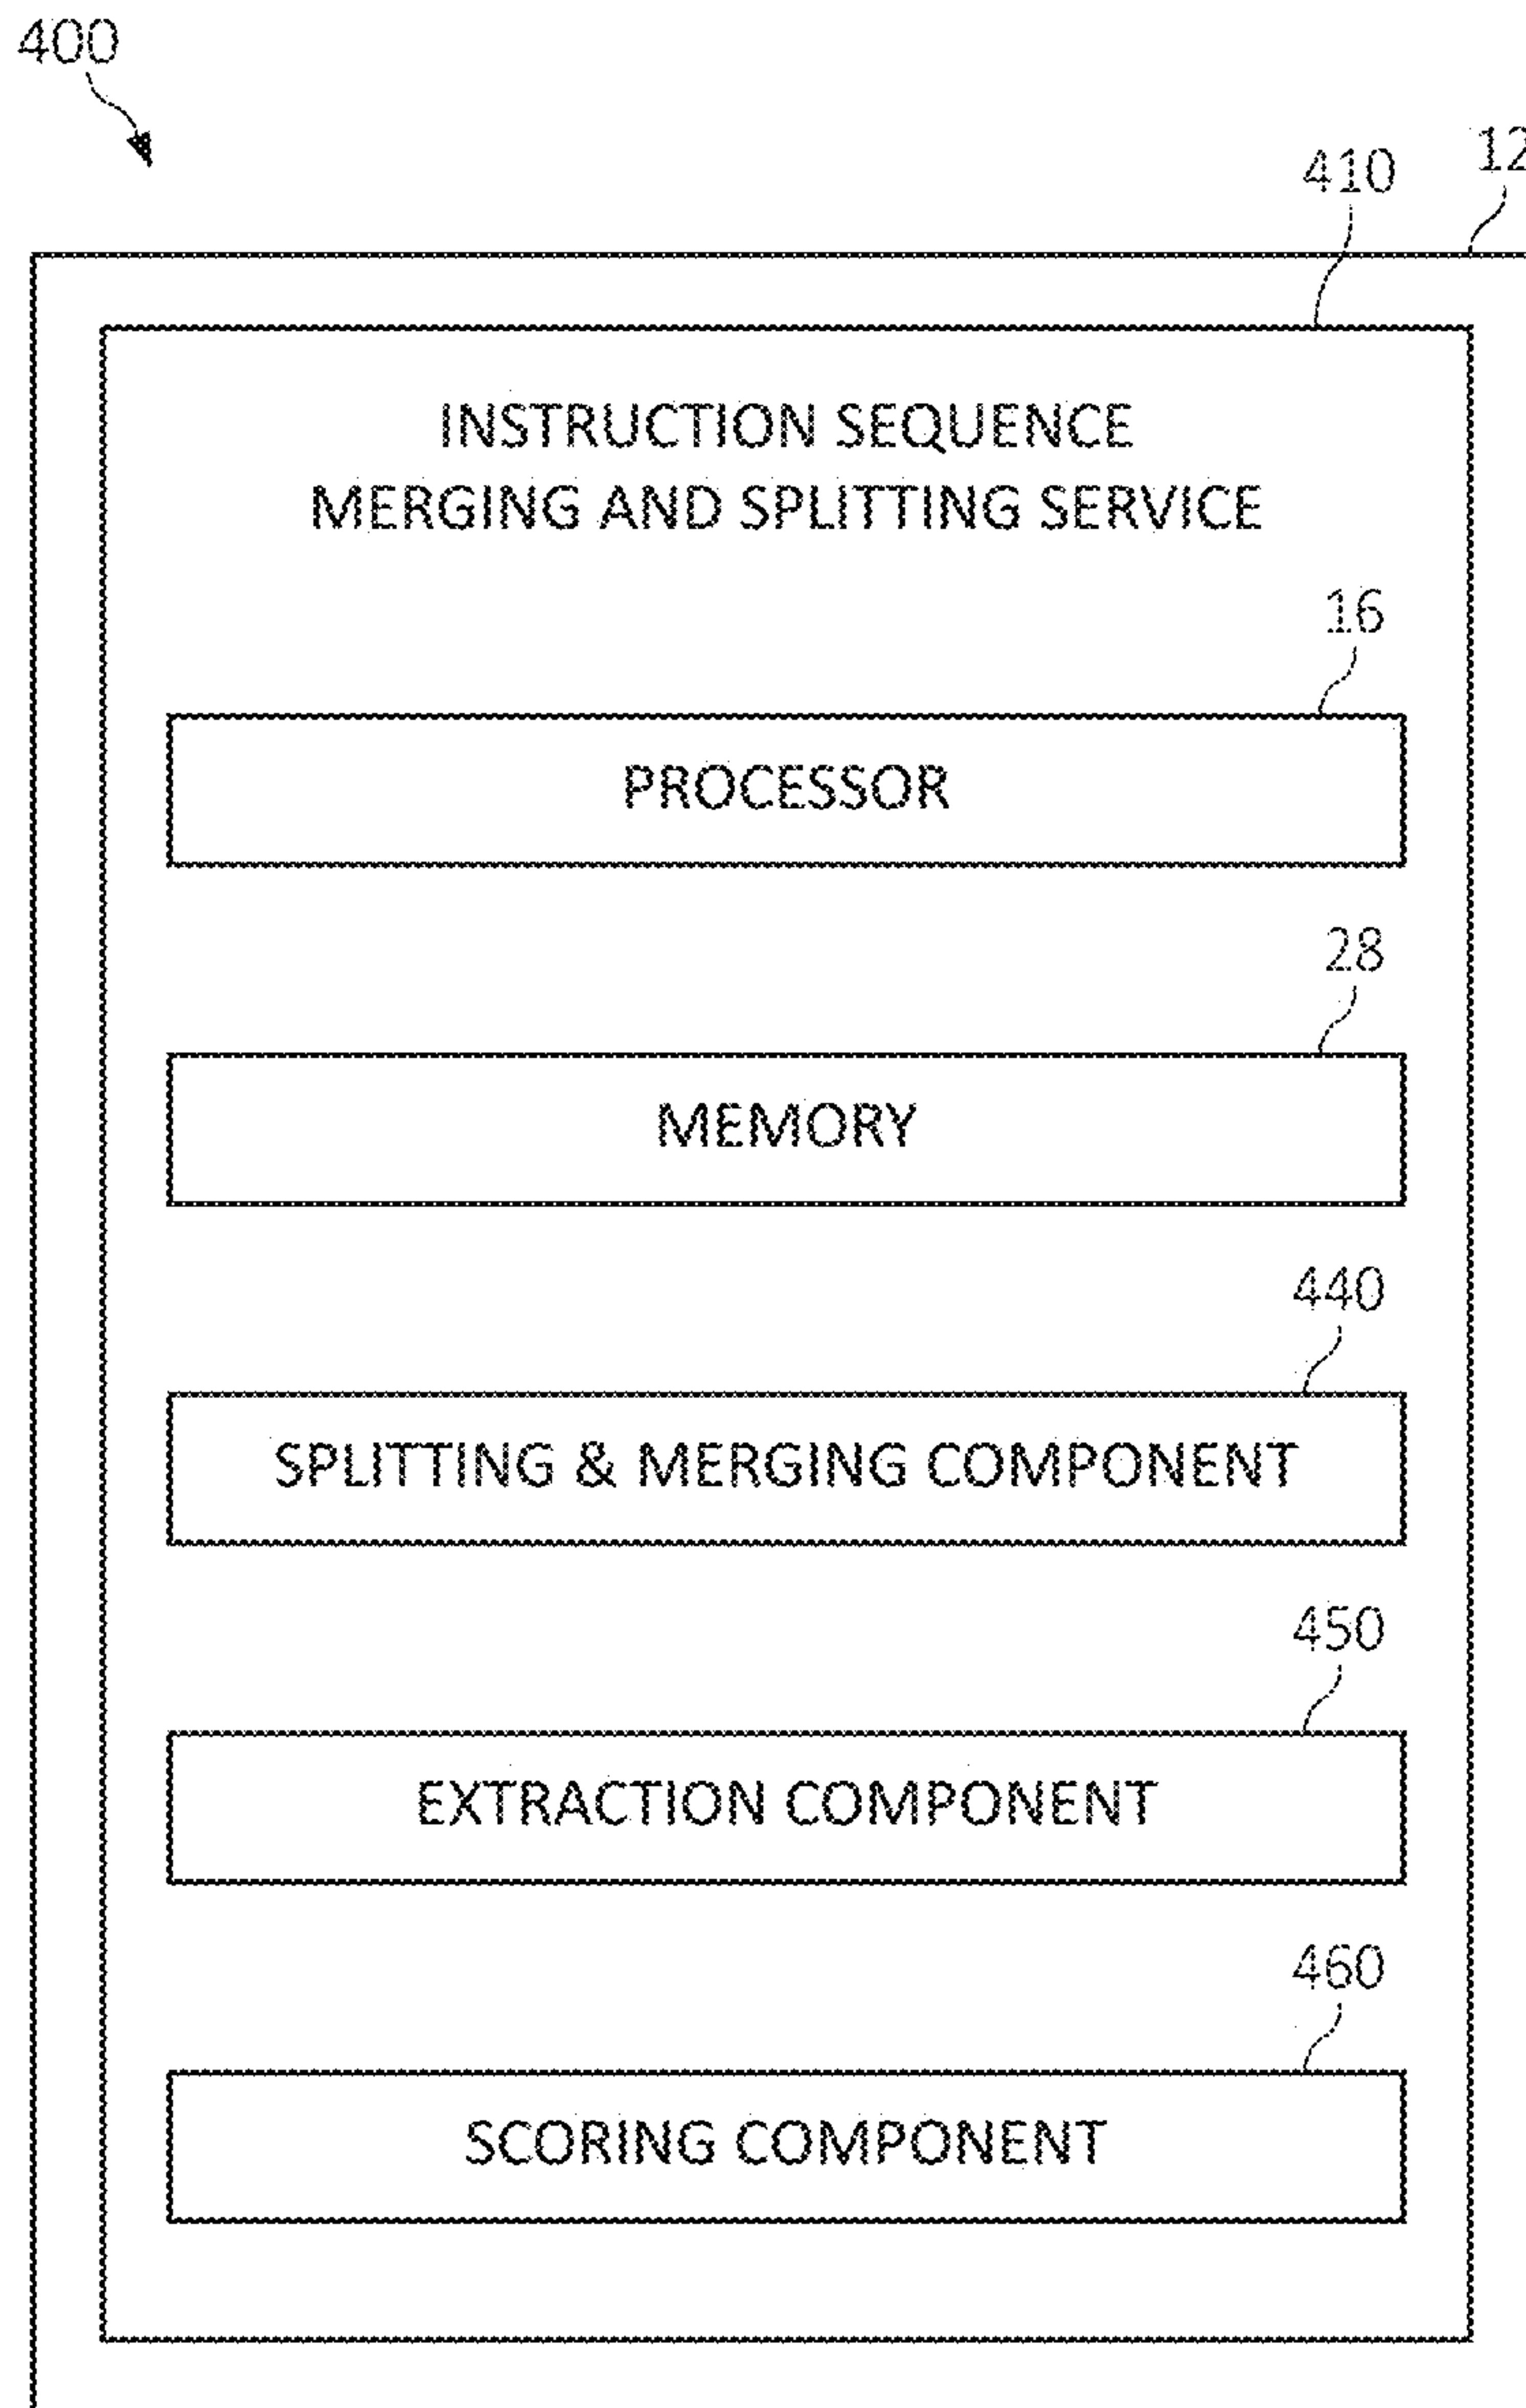 400
410
12
INSTRUCTION SEQUENCE
MERGING AND SPLITTING SERVICE
16
PROCESSOR
28
MEMORY
440
SPLITTING & MERGING COMPONENT
450
EXTRACTION COMPONENT
460
SCORING COMPONENT